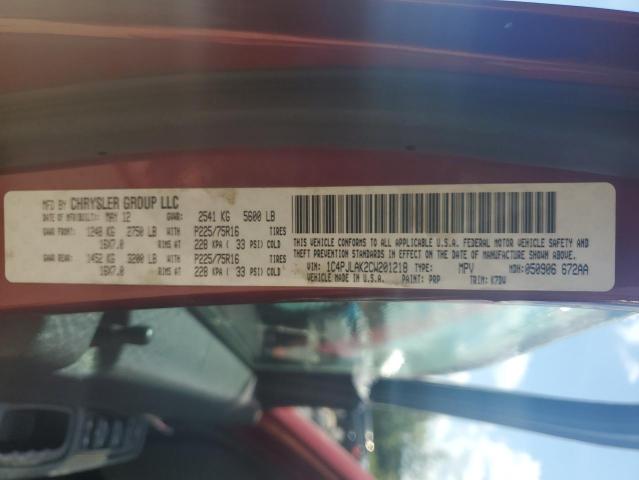 MFD BY CHRYSLER GROUP LLC
DATE OF MFR/BUILT: MAY 12 GVWR: 2541 KG 5600 LB
GAWR FRONT 1248 KG 2750 LB WITH P225/75R16 TIRES
16X7.0 RIMS AT 228 KPA ( 33 PSI) COLD
GAWR REAR 1452 KG 3200 LB WITH P225/75R16 TIRES
16X7.0 RIMS AT 228 KPA ( 33 PSI) COLD
THIS VEHICLE CONFORMS TO ALL APPLICABLE U.S.A. FEDERAL MOTOR VEHICLE SAFETY, BUMPER AND
THEFT PREVENTION STANDARDS IN EFFECT ON THE DATE OF MANUFACTURE SHOWN ABOVE.
VIN: 1C4PJLAK2CW201218 TYPE: MPV MDH: 050906 672AA
VEHICLE MADE IN U.S.A. PAINT: PRP TRIM: K7DV